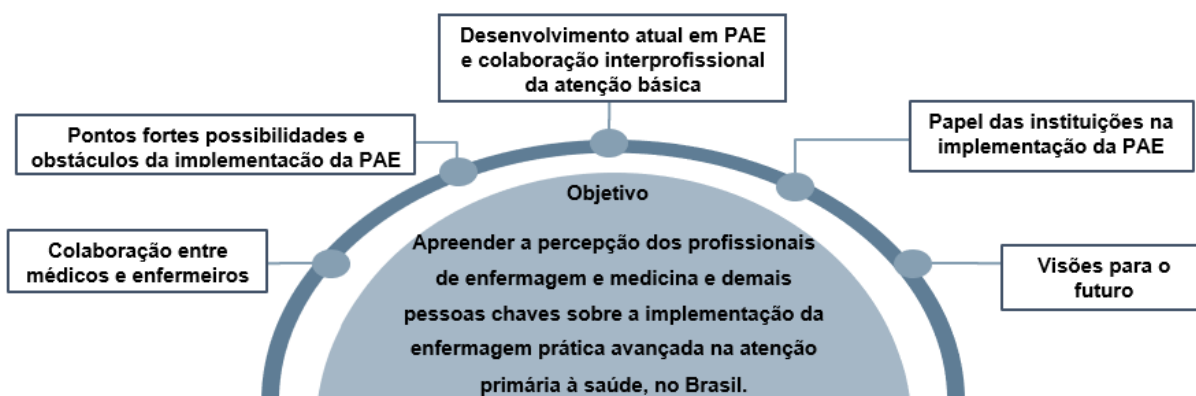 Desenvolvimento atual em PAE
e colaboração interprofissional
da atenção básica
Pontos fortes possibilidades e
obstáculos da implementação da PAE
Papel das instituições na
implementação da PAE
Colaboração entre
médicos e enfermeiros
Visões para o
futuro
Objetivo
Apreender a percepção dos profissionais
de enfermagem e medicina e demais
pessoas chaves sobre a implementação da
enfermagem prática avançada na atenção
primária à saúde, no Brasil.